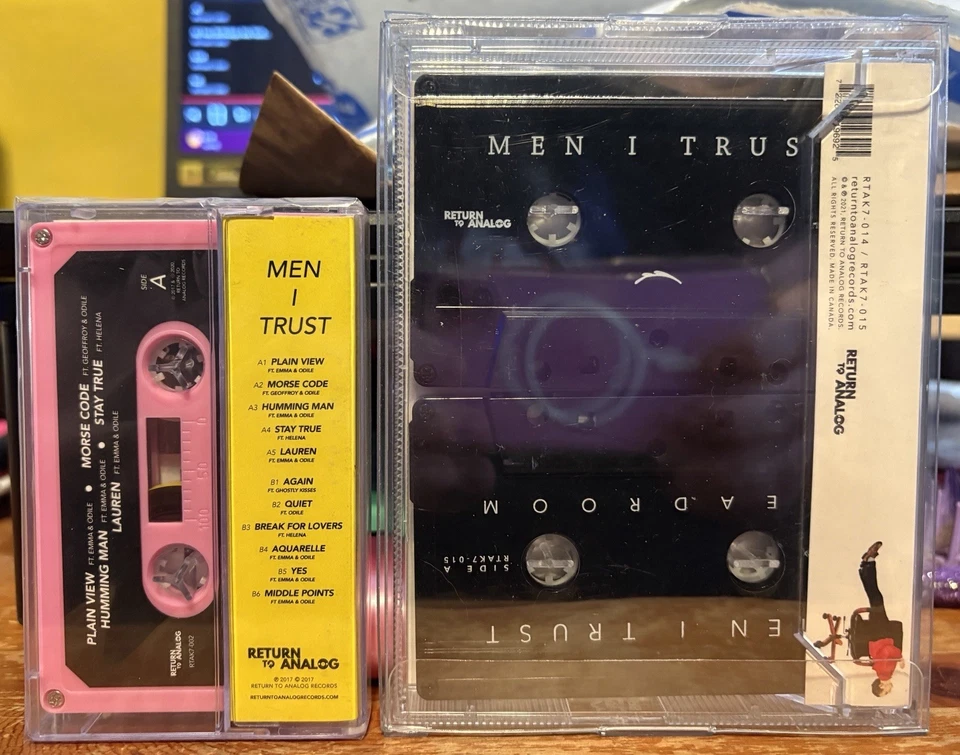 SIDE
A
PLAIN VIEW FT. EMMA & ODILE • MORSE CODE FT. GEOFFROY & ODILE
HUMMING MAN FT. EMMA & ODILE • STAY TRUE FT. HELENA
LAUREN FT. EMMA & ODILE
RETURN
TO ANALOG
RTAK7-002
MEN
I
TRUST
A1 PLAIN VIEW
FT. EMMA & ODILE
A2 MORSE CODE
FT. GEOFFROY & ODILE
A3 HUMMING MAN
FT. EMMA & ODILE
A4 STAY TRUE
FT. HELENA
A5 LAUREN
FT. EMMA & ODILE
B1 AGAIN
FT. GHOSTLY KISSES
B2 QUIET
FT. ODILE
B3 BREAK FOR LOVERS
FT. HELENA
B4 AQUARELLE
FT. EMMA & ODILE
B5 YES
FT. EMMA & ODILE
B6 MIDDLE POINTS
FT EMMA & ODILE
RETURN
TO ANALOG
℗ 2017 © 2017
RETURN TO ANALOG RECORDS
RETURNTOANALOGRECORDS.COM
MEN I TRUS
RETURN
TO ANALOG
EADROOM
SIDE A
RTAK7-015
EN I TRUST
RTAK7-014 / RTAK7-015
returntoanalogrecords.com
© & ℗ 2021, RETURN TO ANALOG RECORDS.
ALL RIGHTS RESERVED. MADE IN CANADA.
RETURN
TO ANALOG